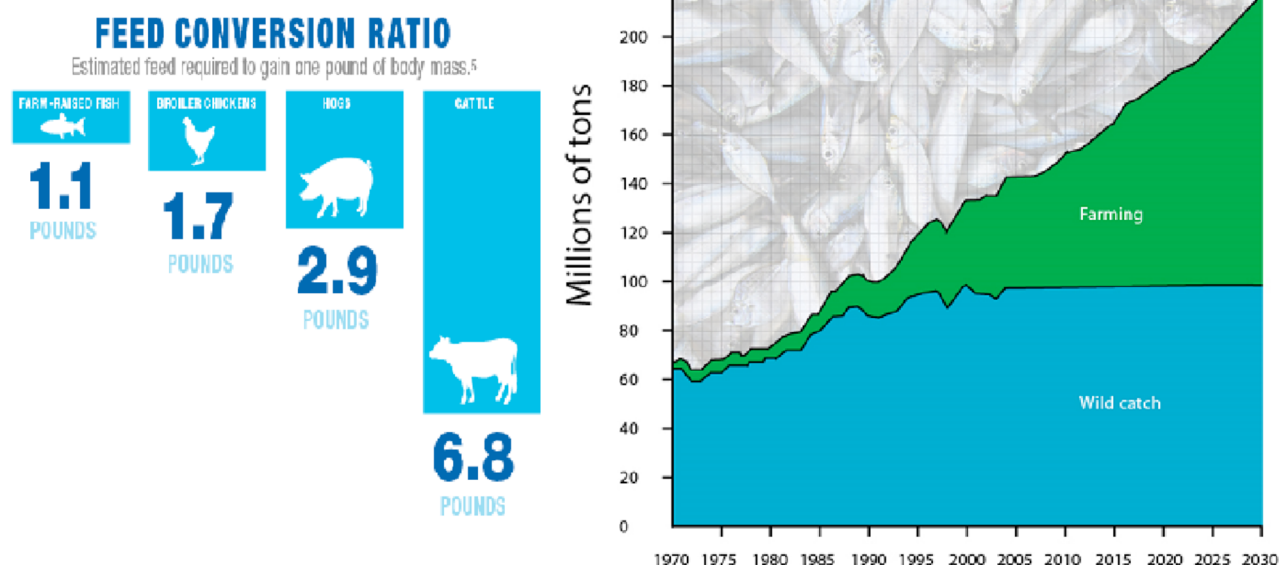 FEED CONVERSION RATIO
Estimated feed required to gain one pound of body mass.⁵
FARM-RAISED FISH
1.1
POUNDS
BROILER CHICKENS
1.7
POUNDS
HOGS
2.9
POUNDS
CATTLE
6.8
POUNDS
Millions of tons
200
180
160
140
120
100
80
60
40
20
0
Farming
Wild catch
1970 1975 1980 1985 1990 1995 2000 2005 2010 2015 2020 2025 2030